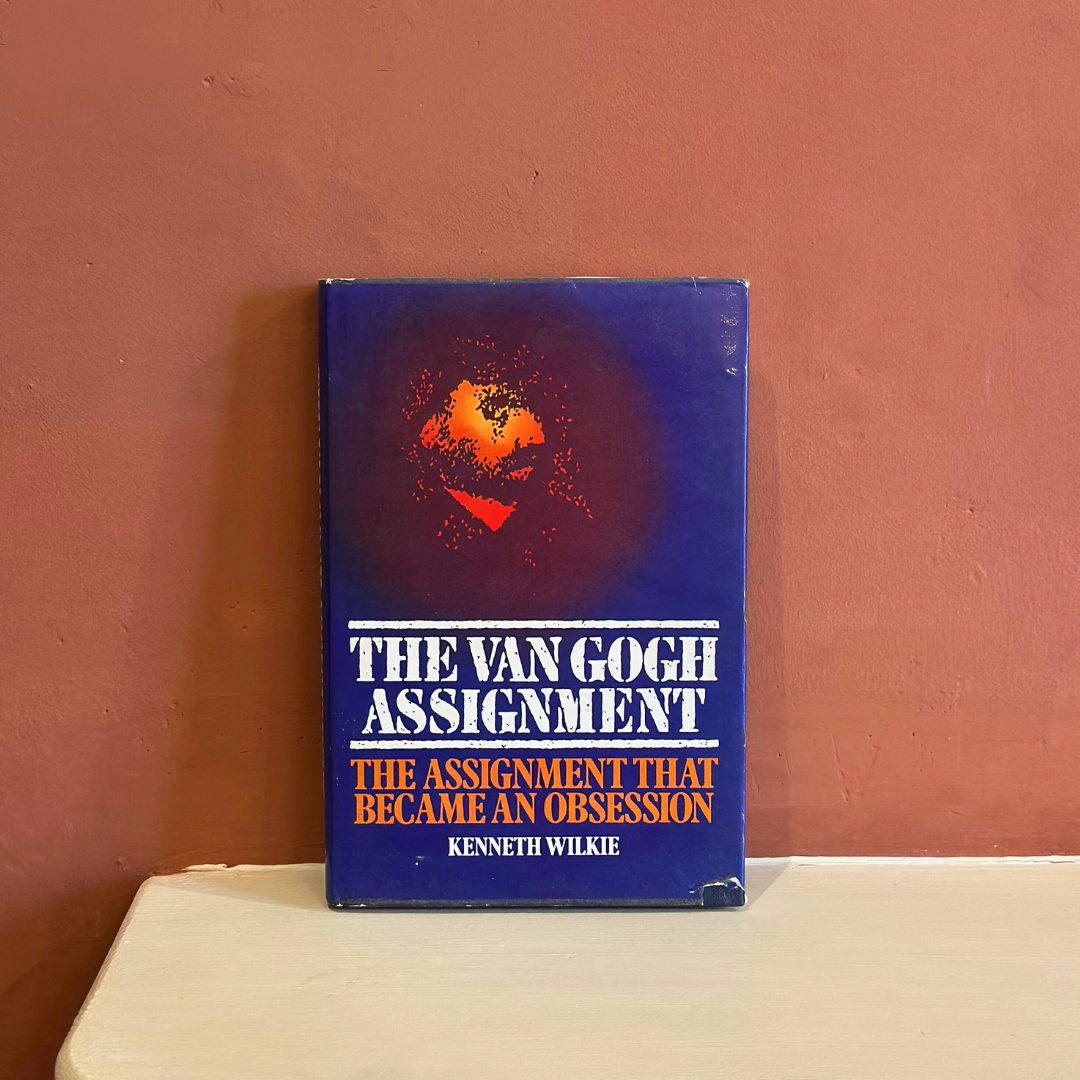 THE VAN GOGH
ASSIGNMENT
THE ASSIGNMENT THAT
BECAME AN OBSESSION
KENNETH WILKIE